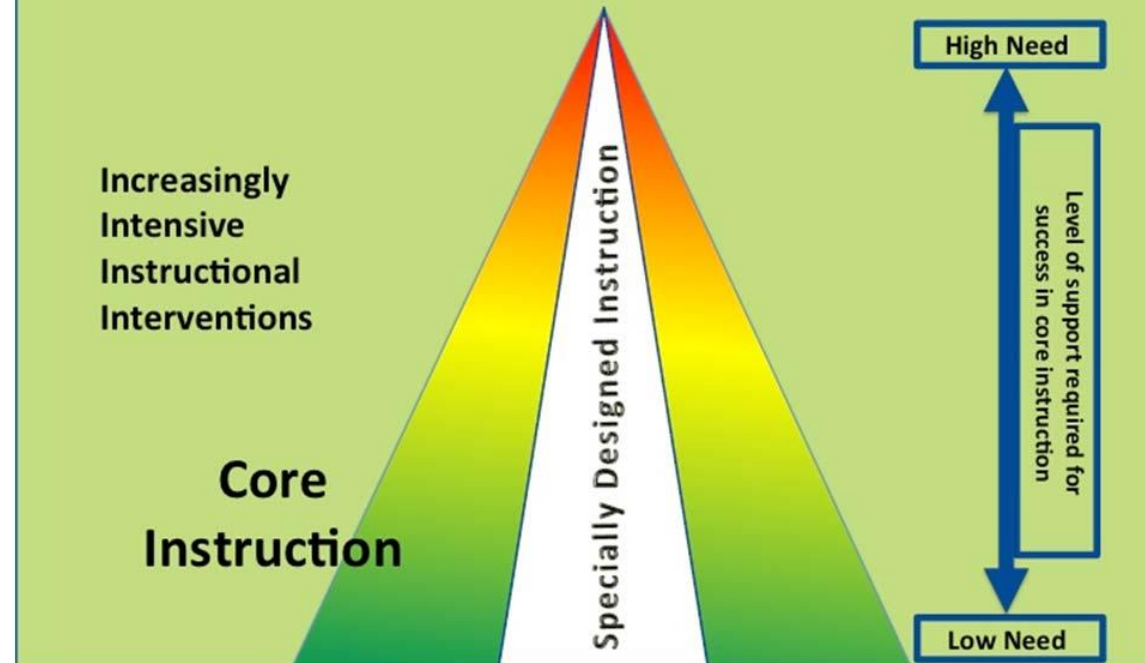 Increasingly
Intensive
Instructional
Interventions
Core
Instruction
Specially Designed Instruction
High Need
Level of support required for
success in core instruction
Low Need